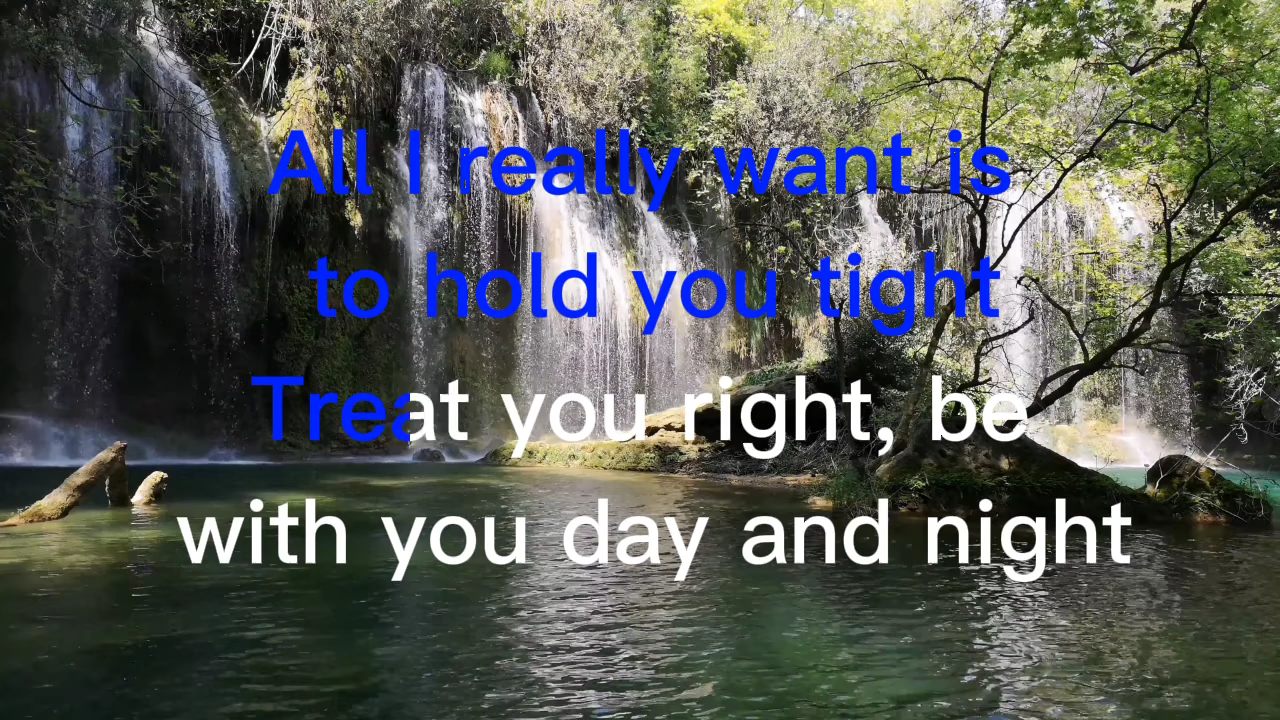 All I really want is
to hold you tight
Treat you right, be
with you day and night